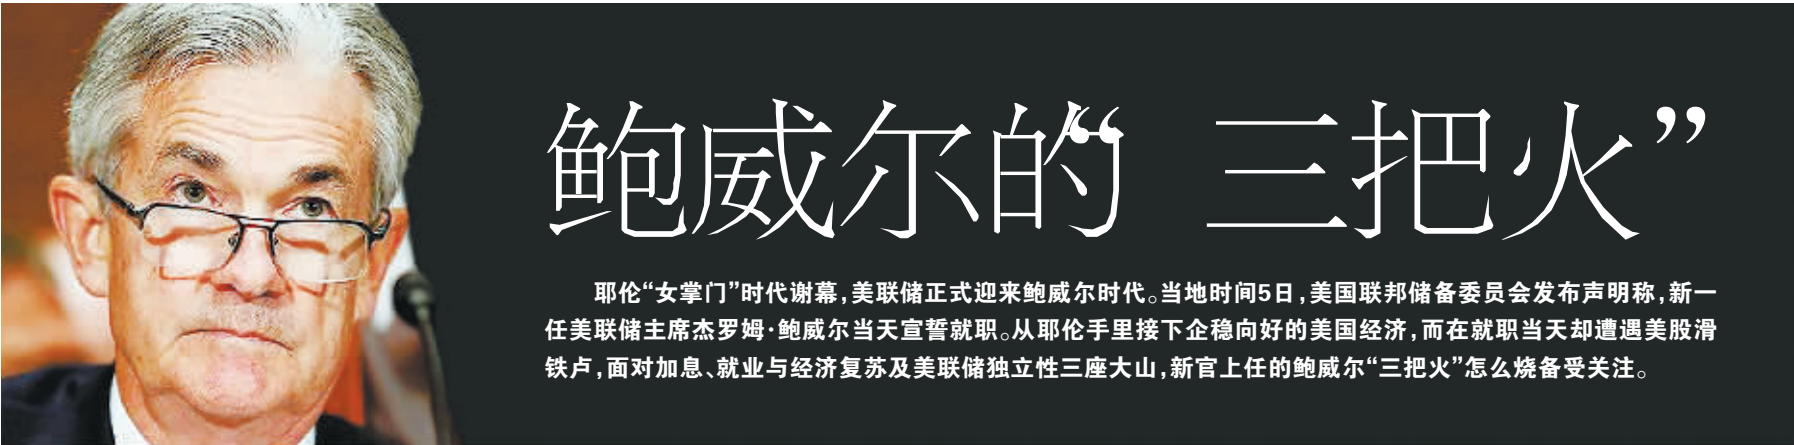 鲍威尔的“三把火”
耶伦“女掌门”时代谢幕，美联储正式迎来鲍威尔时代。当地时间5日，美国联邦储备委员会发布声明称，新一
任美联储主席杰罗姆·鲍威尔当天宣誓就职。从耶伦手里接下企稳向好的美国经济，而在就职当天却遭遇美股滑
铁卢，面对加息、就业与经济复苏及美联储独立性三座大山，新官上任的鲍威尔“三把火”怎么烧备受关注。